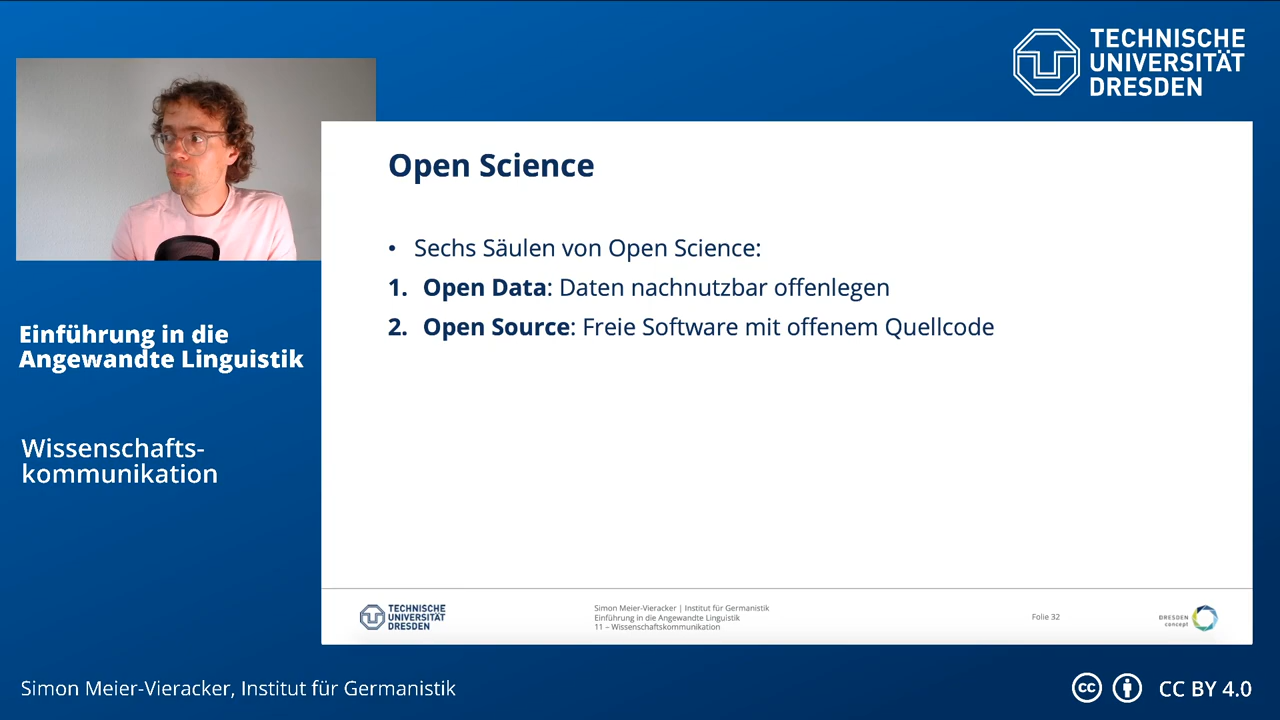 TECHNISCHE
UNIVERSITÄT
DRESDEN
Open Science
• Sechs Säulen von Open Science:
1. Open Data: Daten nachnutzbar offenlegen
2. Open Source: Freie Software mit offenem Quellcode
Einführung in die
Angewandte Linguistik
Wissenschafts-
kommunikation
TECHNISCHE
UNIVERSITÄT
DRESDEN
Simon Meier-Vieracker | Institut für Germanistik
Einführung in die Angewandte Linguistik
11 – Wissenschaftskommunikation
Folie 32
DRESDEN
concept
Simon Meier-Vieracker, Institut für Germanistik
cc CC BY 4.0